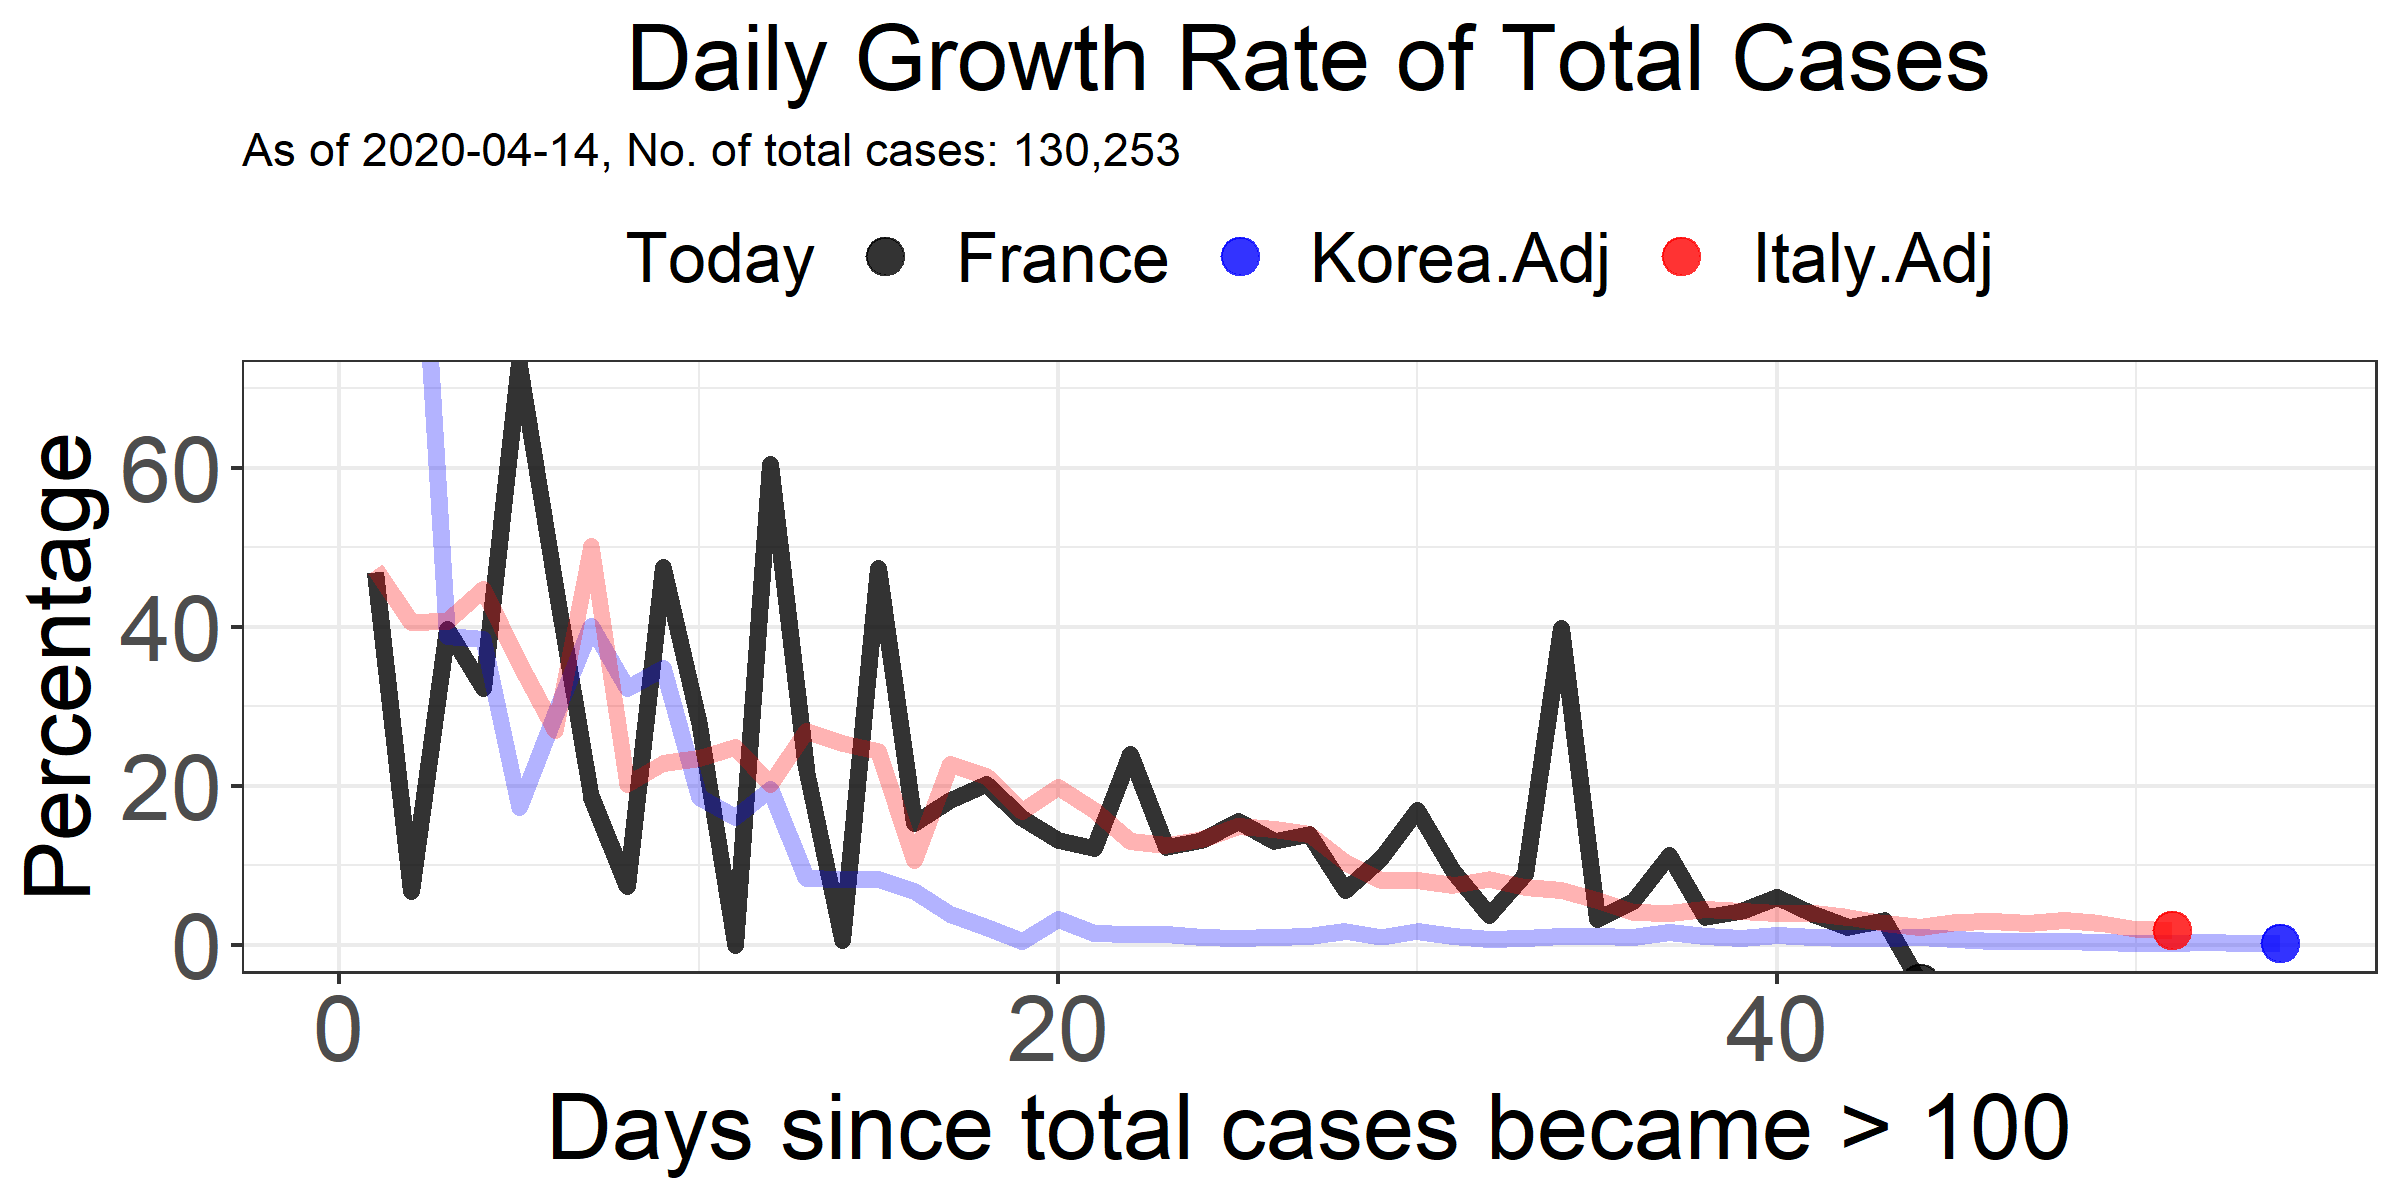 Daily Growth Rate of Total Cases
As of 2020-04-14, No. of total cases: 130,253
Today France Korea.Adj Italy.Adj
Percentage
60
40
20
0
0 20 40
Days since total cases became > 100